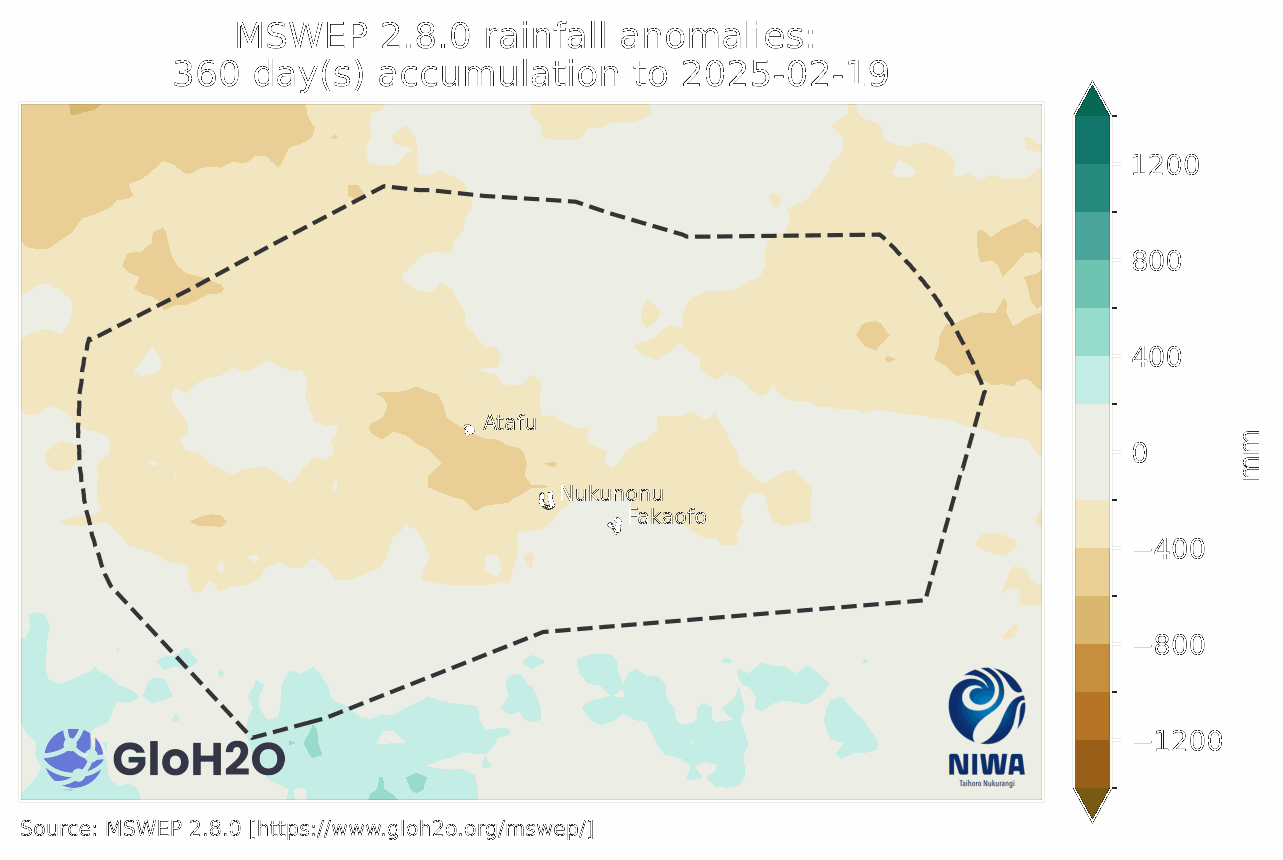 MSWEP 2.8.0 rainfall anomalies:
360 day(s) accumulation to 2025-02-19
1200
800
400
0
−400
−800
−1200
mm
Atafu
Nukunonu
Fakaofo
GloH2O
NIWA
Taihoro Nukurangi
Source: MSWEP 2.8.0 [https://www.gloh2o.org/mswep/]